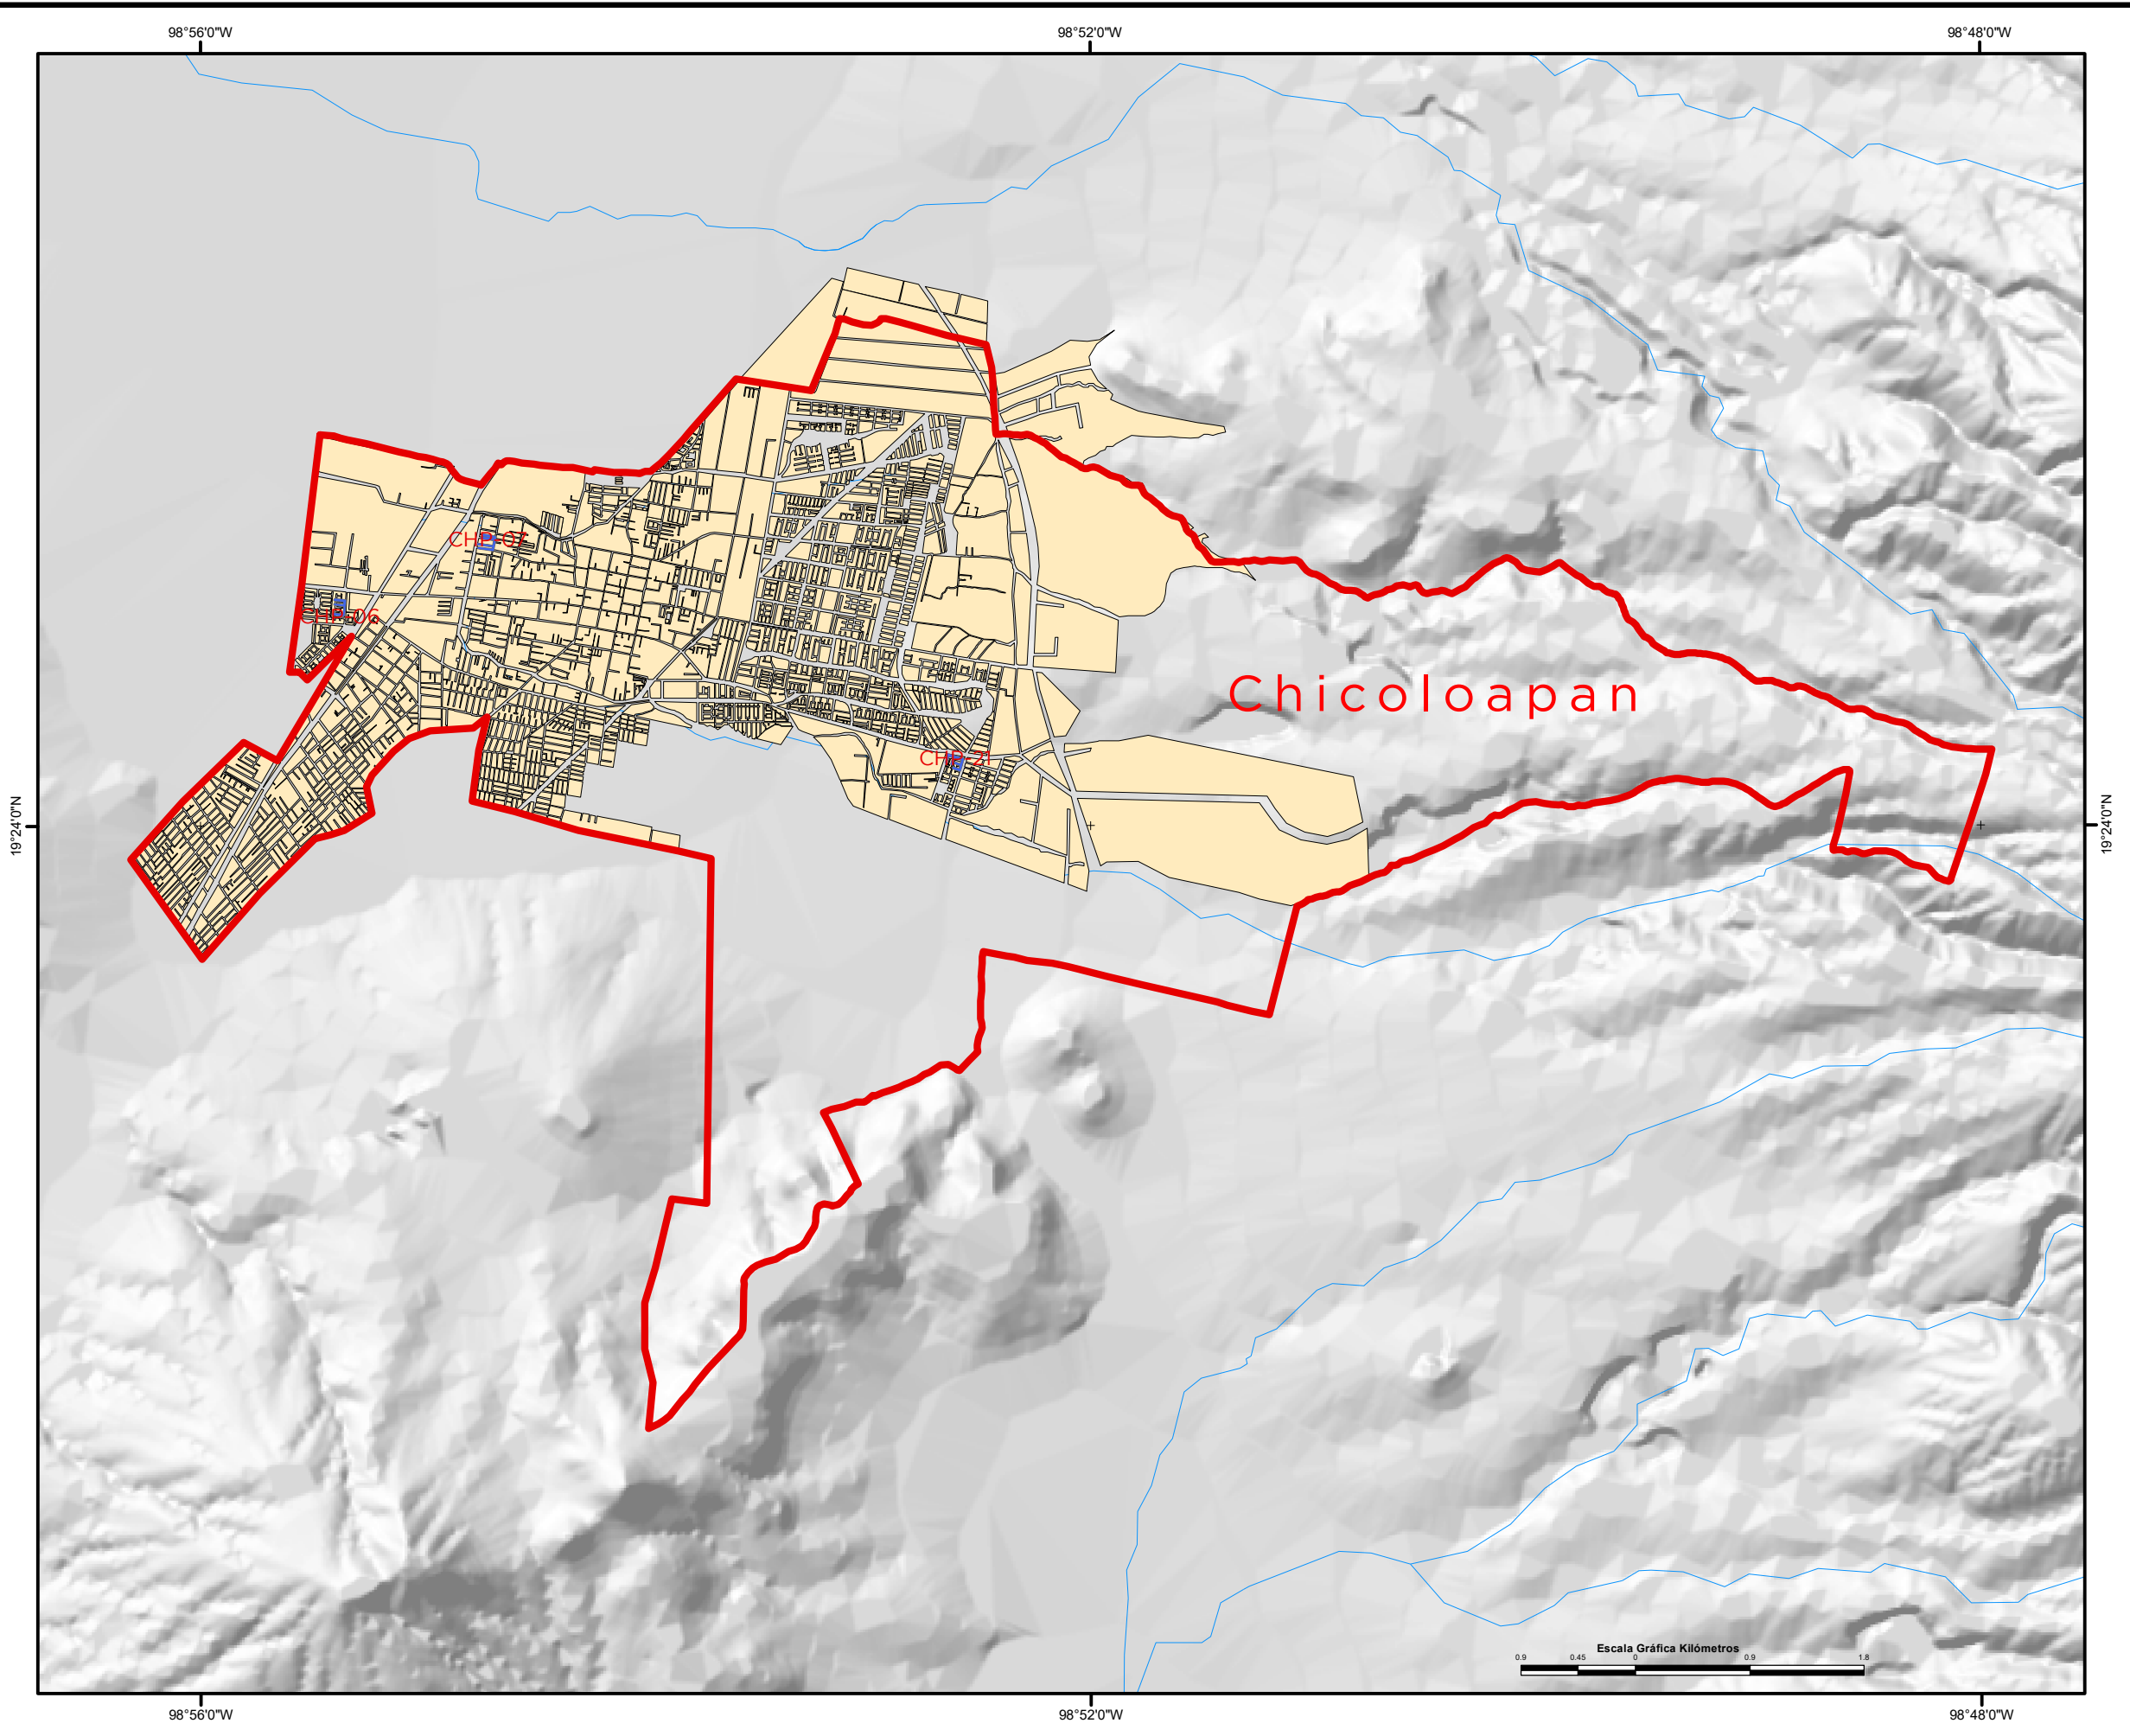 98°56'0"W
98°52'0"W
98°48'0"W
CHP-07
CHP-06
Chicoloapan
CHP-21
19°24'0"N
19°24'0"N
Escala Gráfica Kilómetros
0.9 0.45 0 0.9 1.8
98°56'0"W
98°52'0"W
98°48'0"W